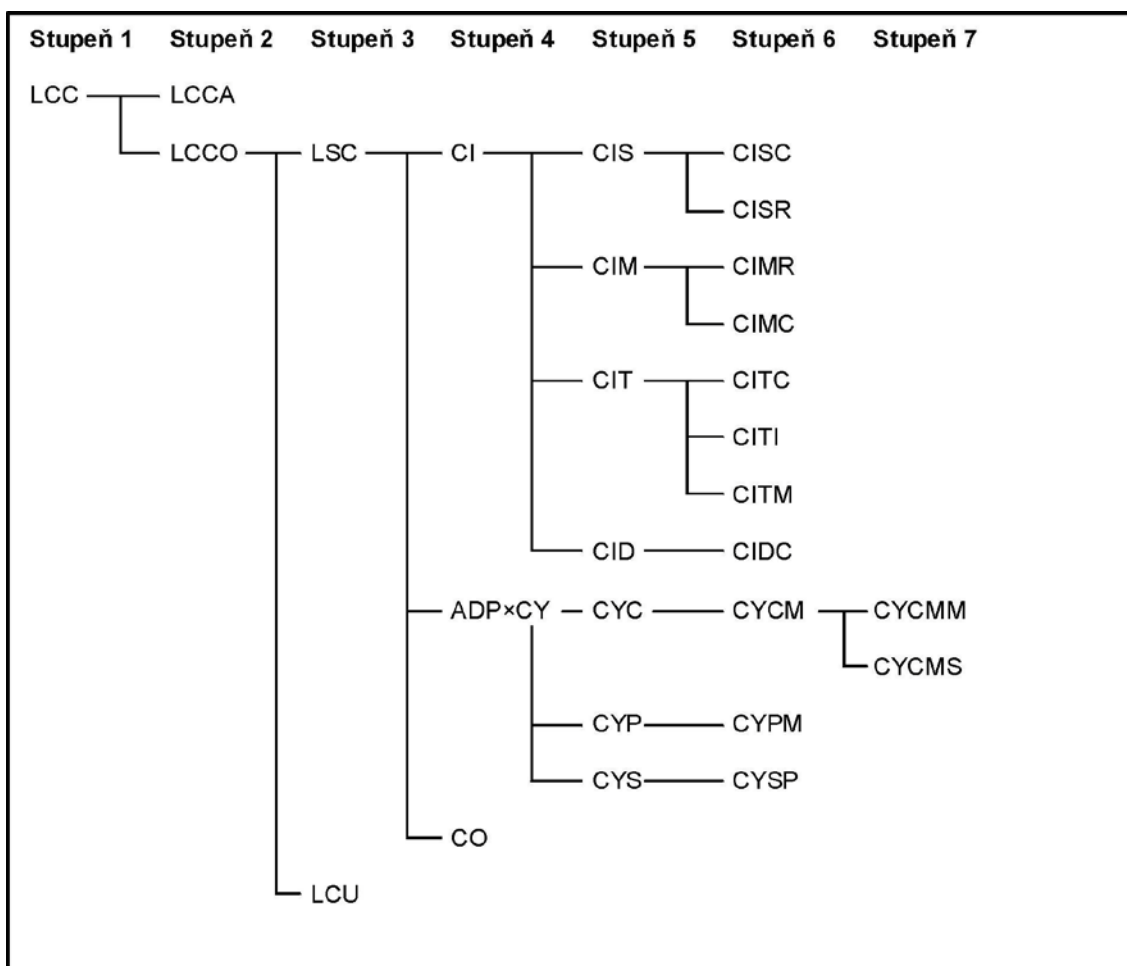 Stupeň 1 Stupeň 2 Stupeň 3 Stupeň 4 Stupeň 5 Stupeň 6 Stupeň 7
LCC LCCA
LCCO LSC CI CIS CISC
CISR
CIM CIMR
CIMC
CIT CITC
CITI
CITM
CID CIDC
ADP×CY CYC CYCM CYCMM
CYCMS
CYP CYPM
CYS CYSP
CO
LCU